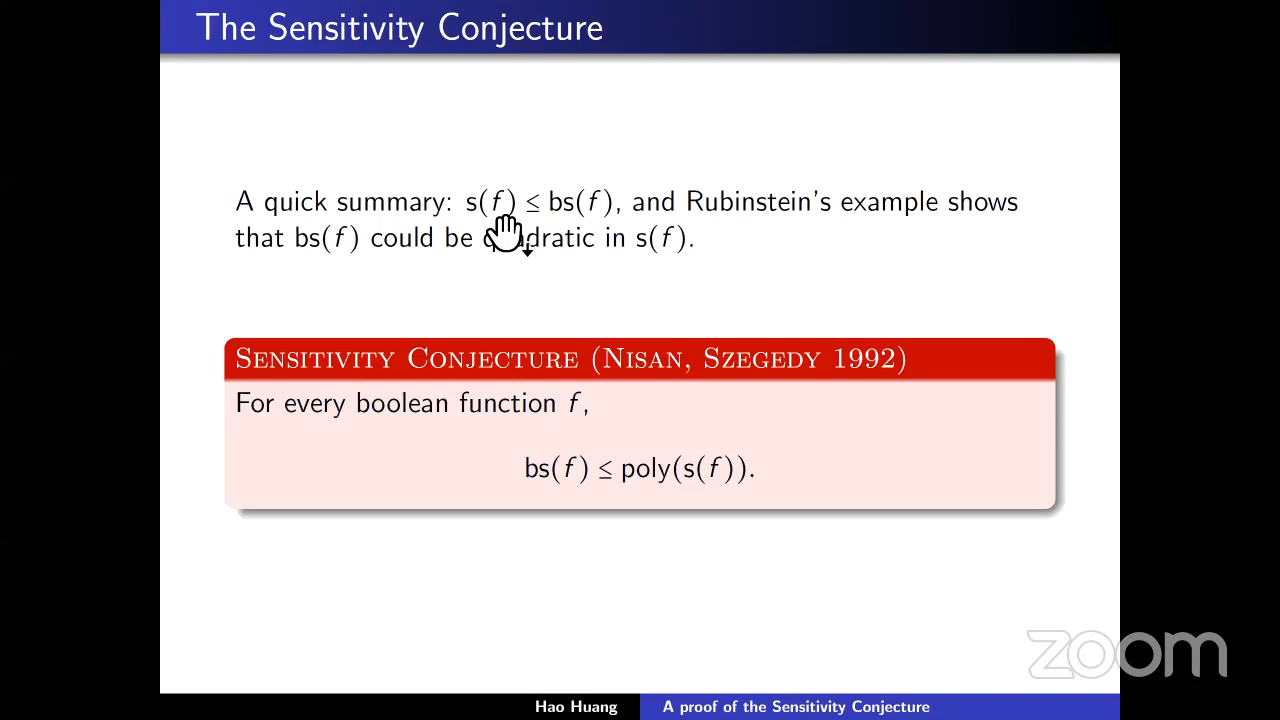 The Sensitivity Conjecture
A quick summary: s(f) ≤ bs(f), and Rubinstein's example shows
that bs(f) could be quadratic in s(f).
Sensitivity Conjecture (Nisan, Szegedy 1992)
For every boolean function f,
bs(f) ≤ poly(s(f)).
zoom
Hao Huang
A proof of the Sensitivity Conjecture